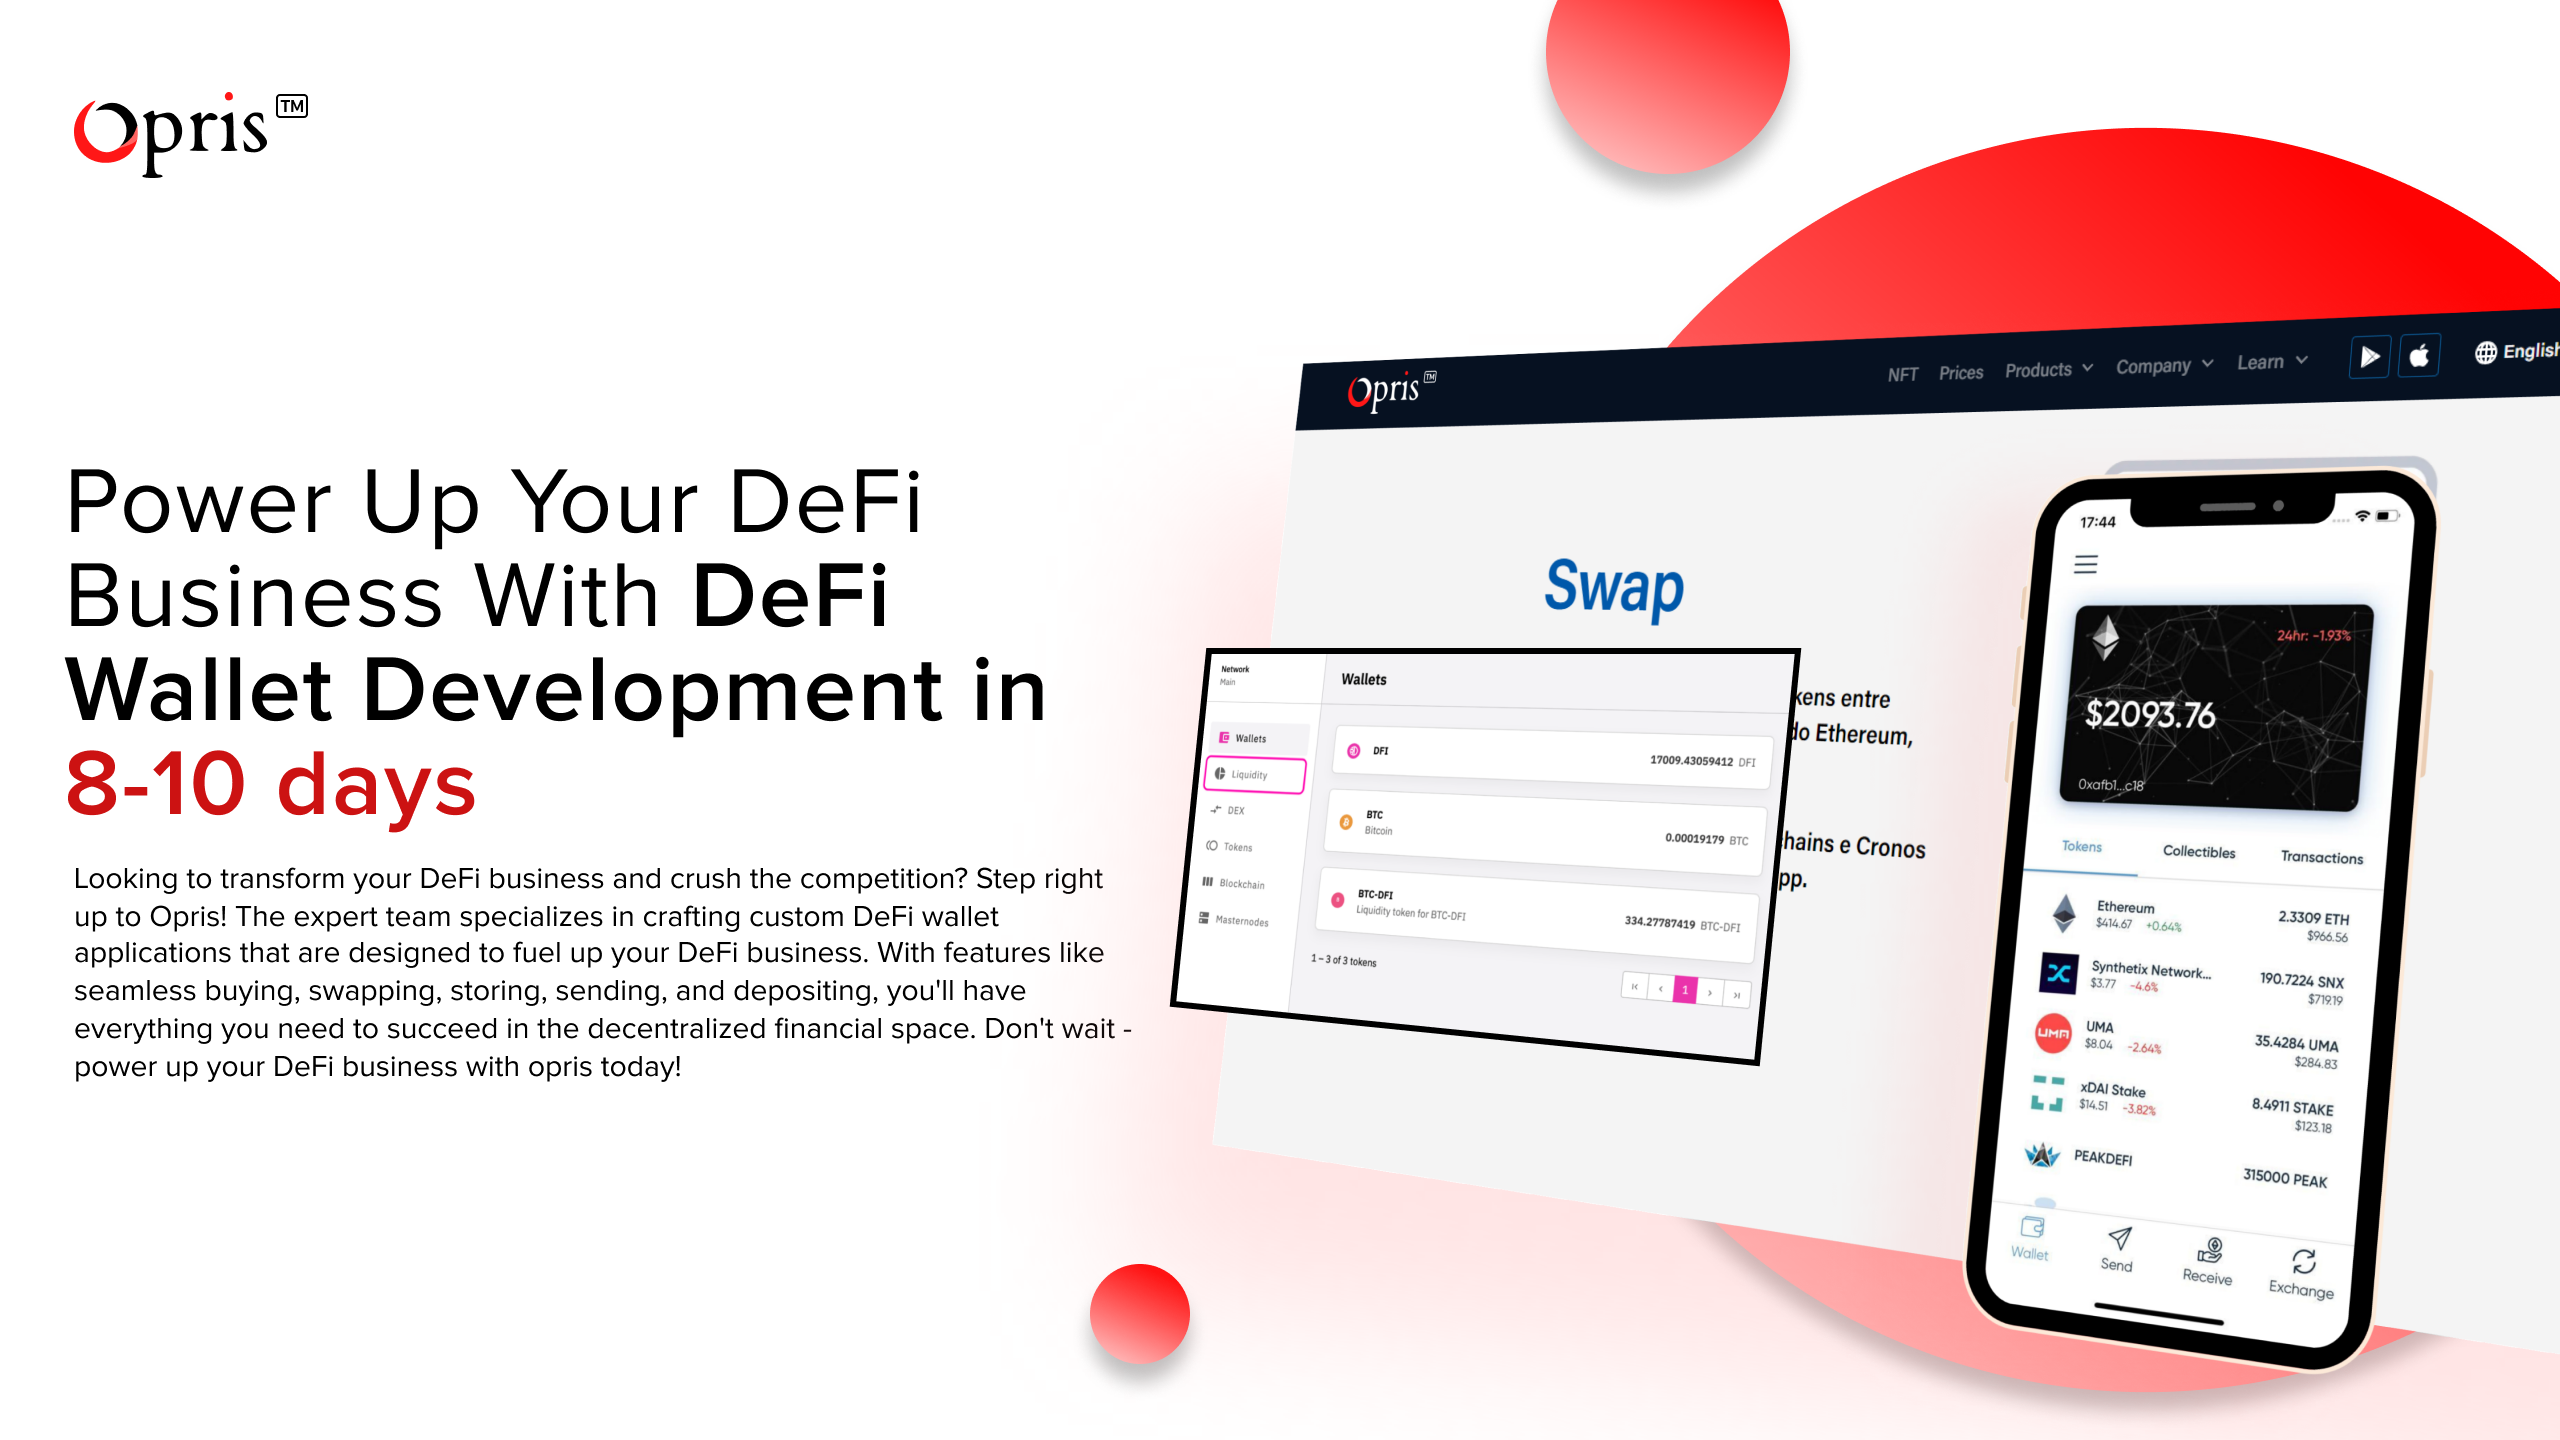 Opris TM
Power Up Your DeFi
Business With DeFi
Wallet Development in
8-10 days
Looking to transform your DeFi business and crush the competition? Step right
up to Opris! The expert team specializes in crafting custom DeFi wallet
applications that are designed to fuel up your DeFi business. With features like
seamless buying, swapping, storing, sending, and depositing, you'll have
everything you need to succeed in the decentralized financial space. Don't wait -
power up your DeFi business with opris today!
Opris TM
NFT Prices Products Company Learn English
Swap
kens entre
do Ethereum,
chains e Cronos
pp.
Network
Main
Wallets
Liquidity
DEX
Tokens
Blockchain
Masternodes
Wallets
DFI
17009.43059412 DFI
BTC
Bitcoin
0.00019179 BTC
BTC-DFI
Liquidity token for BTC-DFI
334.27787419 BTC-DFI
1 – 3 of 3 tokens
1
17:44
24hr: -1.93%
$2093.76
0xafb1...c18
Tokens Collectibles Transactions
Ethereum
$414.67 +0.64%
2.3309 ETH
$966.56
Synthetix Network...
$3.77 -4.6%
190.7224 SNX
$719.19
UMA
UMA
$8.04 -2.64%
35.4284 UMA
$284.83
xDAI Stake
$14.51 -3.82%
8.4911 STAKE
$123.18
PEAKDEFI
315000 PEAK
Wallet Send Receive Exchange